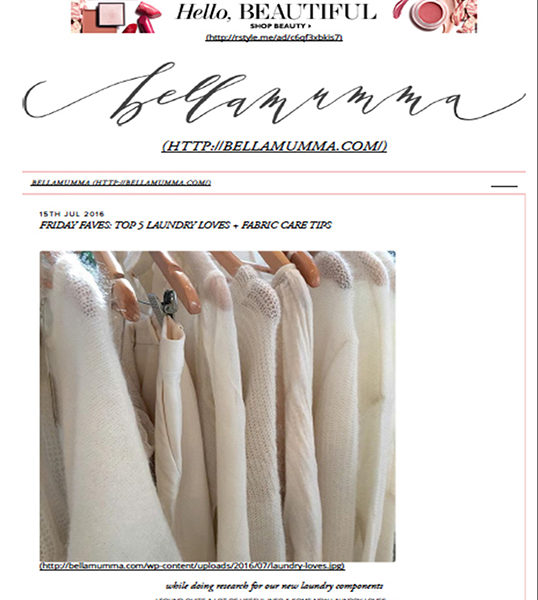 Hello, BEAUTIFUL
SHOP BEAUTY >
(http://rstyle.me/ad/c6qf3xbkis7)
bellamumma
(HTTP://BELLAMUMMA.COM/)
BELLAMUMMA (HTTP://BELLAMUMMA.COM/)
15TH JUL 2016
FRIDAY FAVES: TOP 5 LAUNDRY LOVES + FABRIC CARE TIPS
(http://bellamumma.com/wp-content/uploads/2016/07/laundry-loves.jpg)
while doing research for our new laundry components